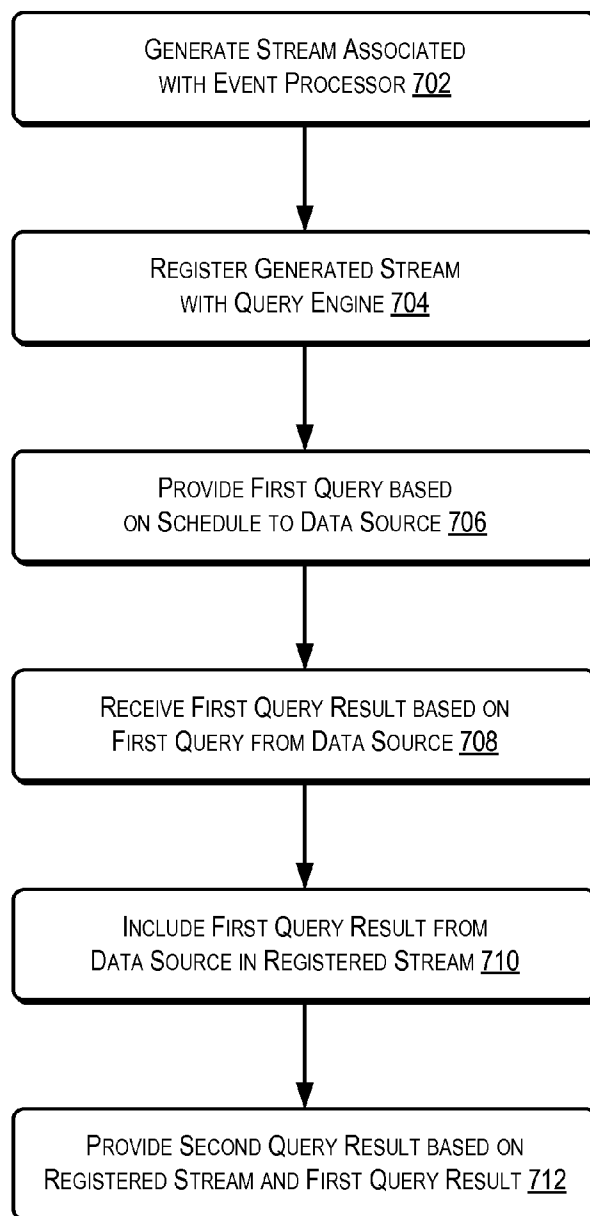 GENERATE STREAM ASSOCIATED
WITH EVENT PROCESSOR 702
REGISTER GENERATED STREAM
WITH QUERY ENGINE 704
PROVIDE FIRST QUERY BASED
ON SCHEDULE TO DATA SOURCE 706
RECEIVE FIRST QUERY RESULT BASED ON
FIRST QUERY FROM DATA SOURCE 708
INCLUDE FIRST QUERY RESULT FROM
DATA SOURCE IN REGISTERED STREAM 710
PROVIDE SECOND QUERY RESULT BASED ON
REGISTERED STREAM AND FIRST QUERY RESULT 712